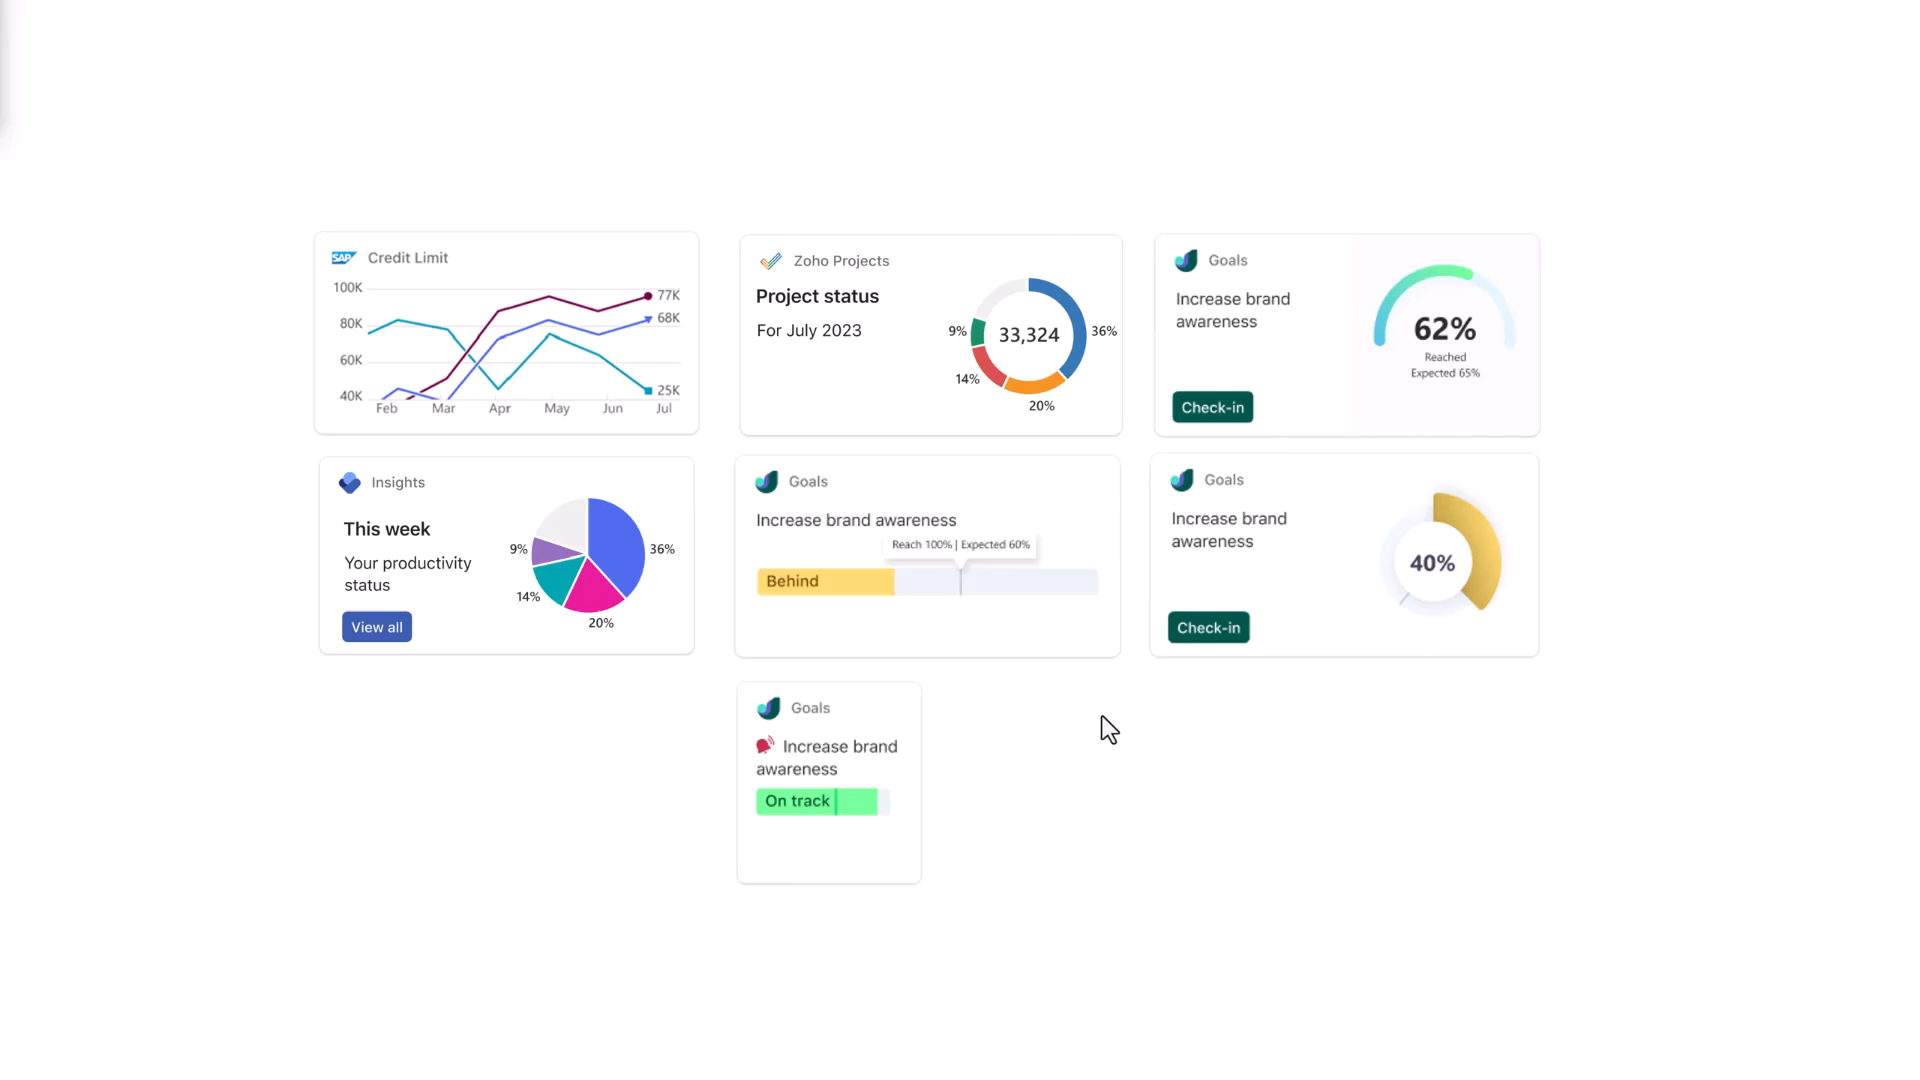 SAP Credit Limit
100K
80K
60K
40K
77K
68K
25K
Feb Mar Apr May Jun Jul
Zoho Projects
Project status
For July 2023
33,324
36%
20%
14%
9%
Goals
Increase brand
awareness
62%
Reached
Expected 65%
Check-in
Insights
This week
Your productivity
status
View all
36%
20%
14%
9%
Goals
Increase brand awareness
Reach 100% | Expected 60%
Behind
Goals
Increase brand
awareness
40%
Check-in
Goals
Increase brand
awareness
On track